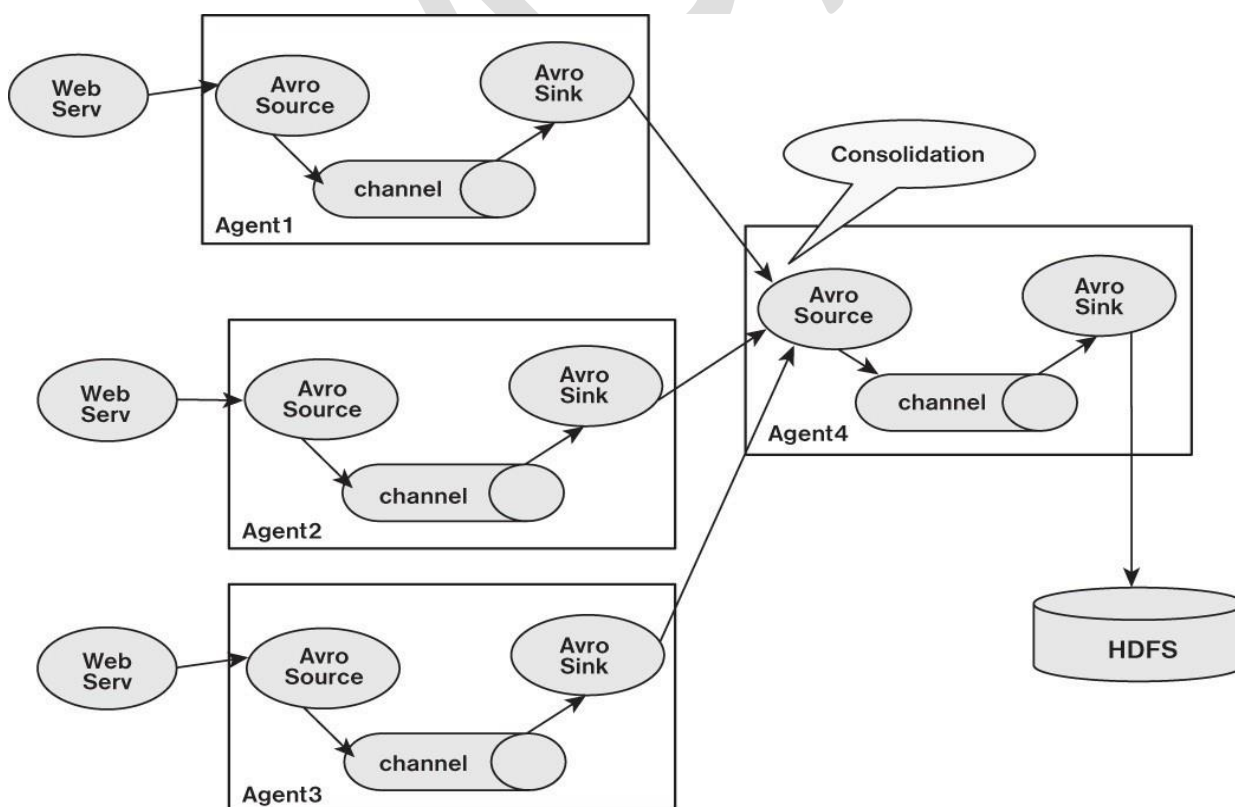 Web
Serv
Avro
Source
Avro
Sink
channel
Agent1
Consolidation
Web
Serv
Avro
Source
Avro
Sink
channel
Agent2
Avro
Source
Avro
Sink
channel
Agent4
Web
Serv
Avro
Source
Avro
Sink
channel
Agent3
HDFS